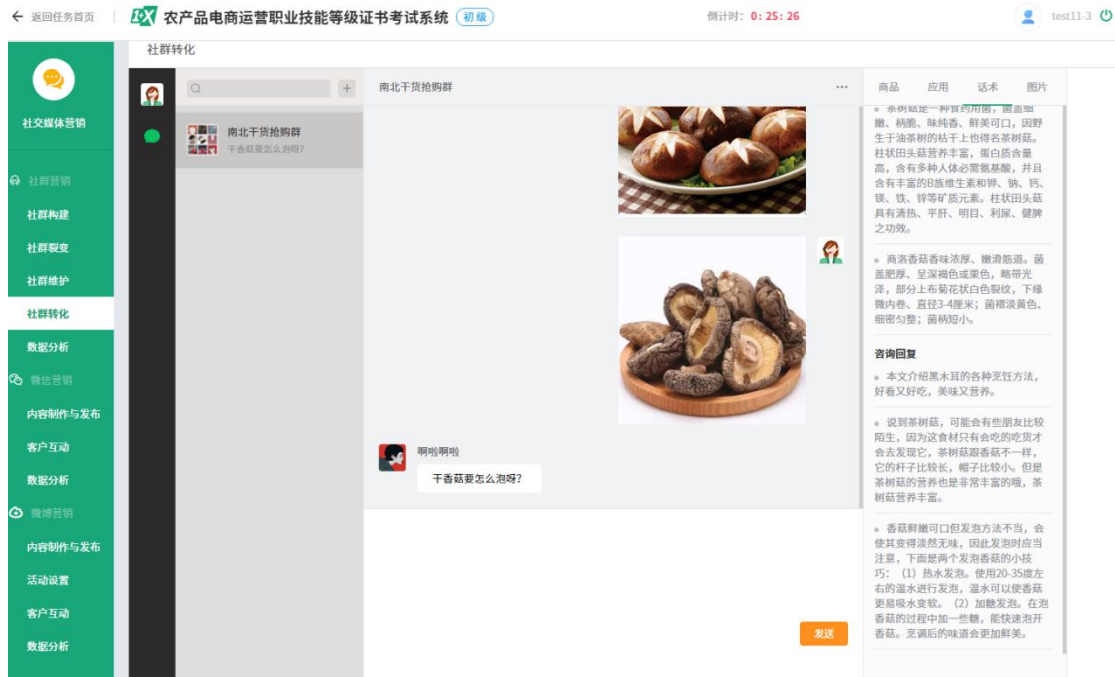 返回任务首页
1+X 农产品电商运营职业技能等级证书考试系统 初级
倒计时：0:25:26
test11-3
社交媒体营销
社群营销
社群构建
社群裂变
社群维护
社群转化
数据分析
微信营销
内容制作与发布
客户互动
数据分析
微博营销
内容制作与发布
活动设置
客户互动
数据分析
社群转化
南北干货抢购群
干香菇要怎么泡呀？
南北干货抢购群
啊啦啊啦
干香菇要怎么泡呀？
发送
商品 应用 话术 图片
茶树菇是一种食药用菌，菌盖细
嫩、柄脆、味纯香、鲜美可口，因野
生于油茶树的枯干上也得名茶树菇。
柱状田头菇营养丰富，蛋白质含量
高，含有多种人体必需氨基酸，并且
含有丰富的B族维生素和钾、钠、钙、
镁、铁、锌等矿质元素。柱状田头菇
具有清热、平肝、明目、利尿、健脾
之功效。
商洛香菇香味浓厚、嫩滑筋道。菌
盖肥厚、呈深褐色或栗色，略带光
泽，部分上布菊花状白色裂纹，下缘
微内卷、直径3-4厘米；菌褶淡黄色、
细密匀整；菌柄短小。
咨询回复
本文介绍黑木耳的各种烹饪方法，
好看又好吃，美味又营养。
说到茶树菇，可能会有些朋友比较
陌生，因为这食材只有会吃的吃货才
会去发现它，茶树菇跟香菇不一样，
它的杆子比较长，帽子比较小。但是
茶树菇的营养也是非常丰富的哦，茶
树菇营养丰富。
香菇鲜嫩可口但发泡方法不当，会
使其变得淡然无味，因此发泡时应当
注意，下面是两个发泡香菇的小技
巧：（1）热水发泡。使用20-35度左
右的温水进行发泡，温水可以使香菇
更易吸水变软。（2）加糖发泡。在泡
香菇的过程中加一些糖，能快速泡开
香菇。烹调后的味道会更加鲜美。